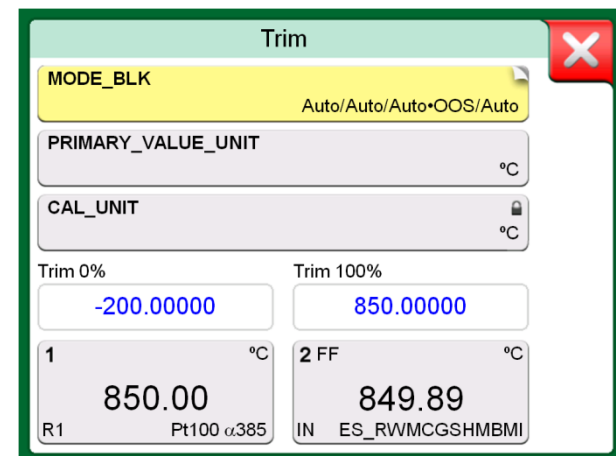 Trim
MODE_BLK
Auto/Auto/Auto•OOS/Auto
PRIMARY_VALUE_UNIT
ºC
CAL_UNIT
ºC
Trim 0%
Trim 100%
-200.00000
850.00000
1 ºC
850.00
R1 Pt100 α385
2 FF ºC
849.89
IN ES_RWMCGSHMBMI